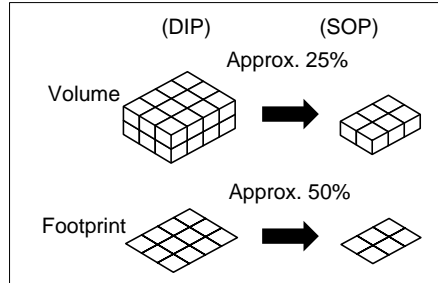 (DIP) (SOP)
Approx. 25%
Volume
Approx. 50%
Footprint